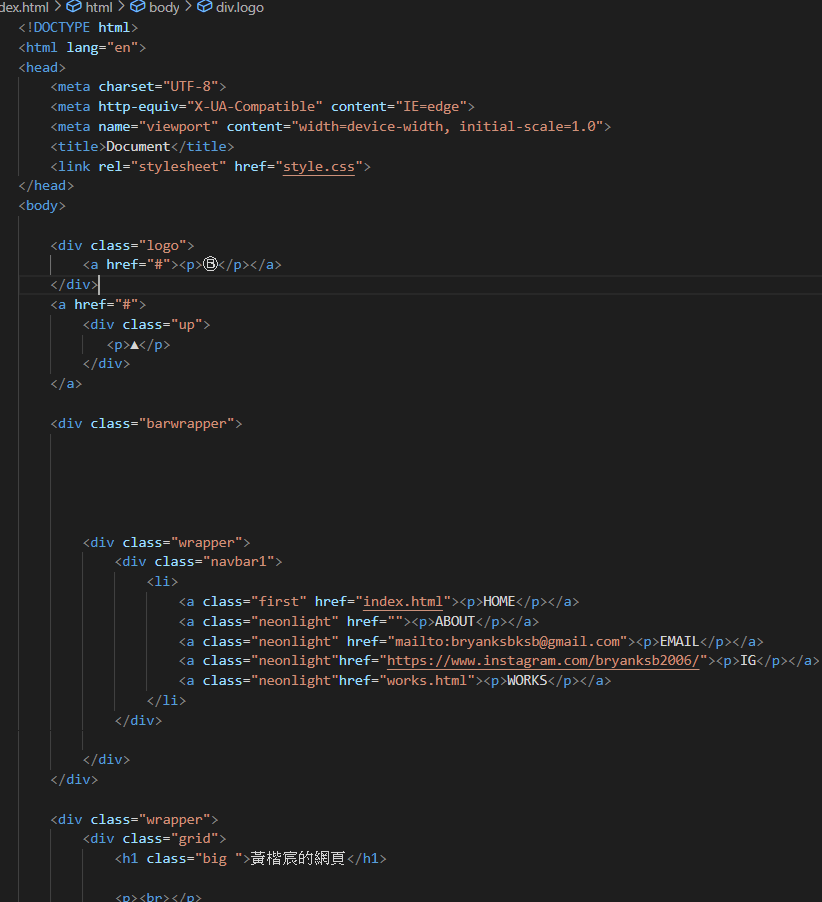 dex.html > html > body > div.logo
<!DOCTYPE html>
<html lang="en">
<head>
<meta charset="UTF-8">
<meta http-equiv="X-UA-Compatible" content="IE=edge">
<meta name="viewport" content="width=device-width, initial-scale=1.0">
<title>Document</title>
<link rel="stylesheet" href="style.css">
</head>
<body>
<div class="logo">
<a href="#"><p>Ⓑ</p></a>
</div>
<a href="#">
<div class="up">
<p>▲</p>
</div>
</a>
<div class="barwrapper">
<div class="wrapper">
<div class="navbar1">
<li>
<a class="first" href="index.html"><p>HOME</p></a>
<a class="neonlight" href=""><p>ABOUT</p></a>
<a class="neonlight" href="mailto:bryanksbksb@gmail.com"><p>EMAIL</p></a>
<a class="neonlight"href="https://www.instagram.com/bryanksb2006/"><p>IG</p></a>
<a class="neonlight"href="works.html"><p>WORKS</p></a>
</li>
</div>
</div>
</div>
<div class="wrapper">
<div class="grid">
<h1 class="big ">黃楷宸的網頁</h1>
<p><br></p>